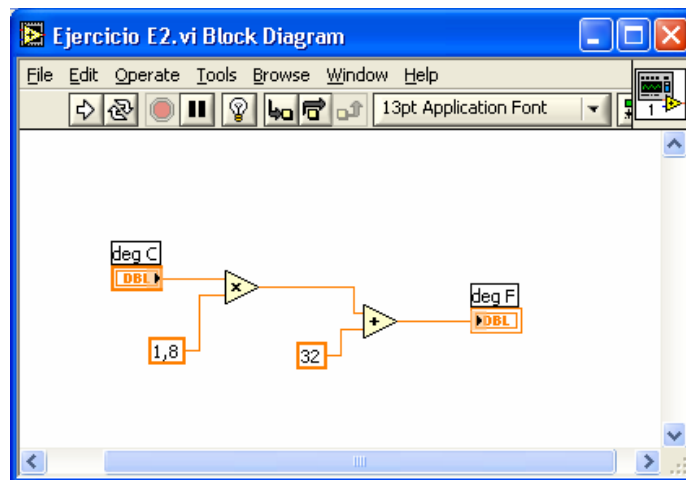 Ejercicio E2.vi Block Diagram
File Edit Operate Tools Browse Window Help
13pt Application Font
1
deg C
DBL
×
1,8
+
32
deg F
DBL